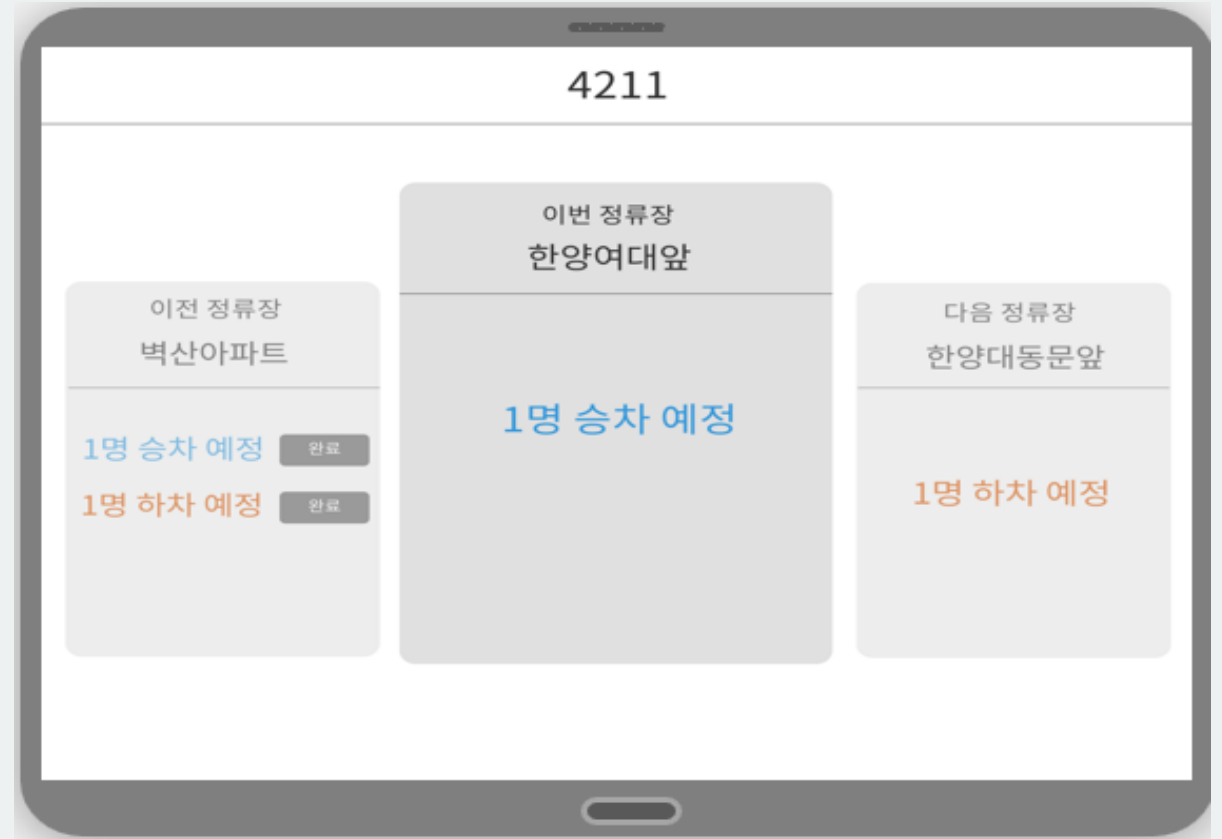 4211
이전 정류장
벽산아파트
1명 승차 예정 완료
1명 하차 예정 완료
이번 정류장
한양여대앞
1명 승차 예정
다음 정류장
한양대동문앞
1명 하차 예정